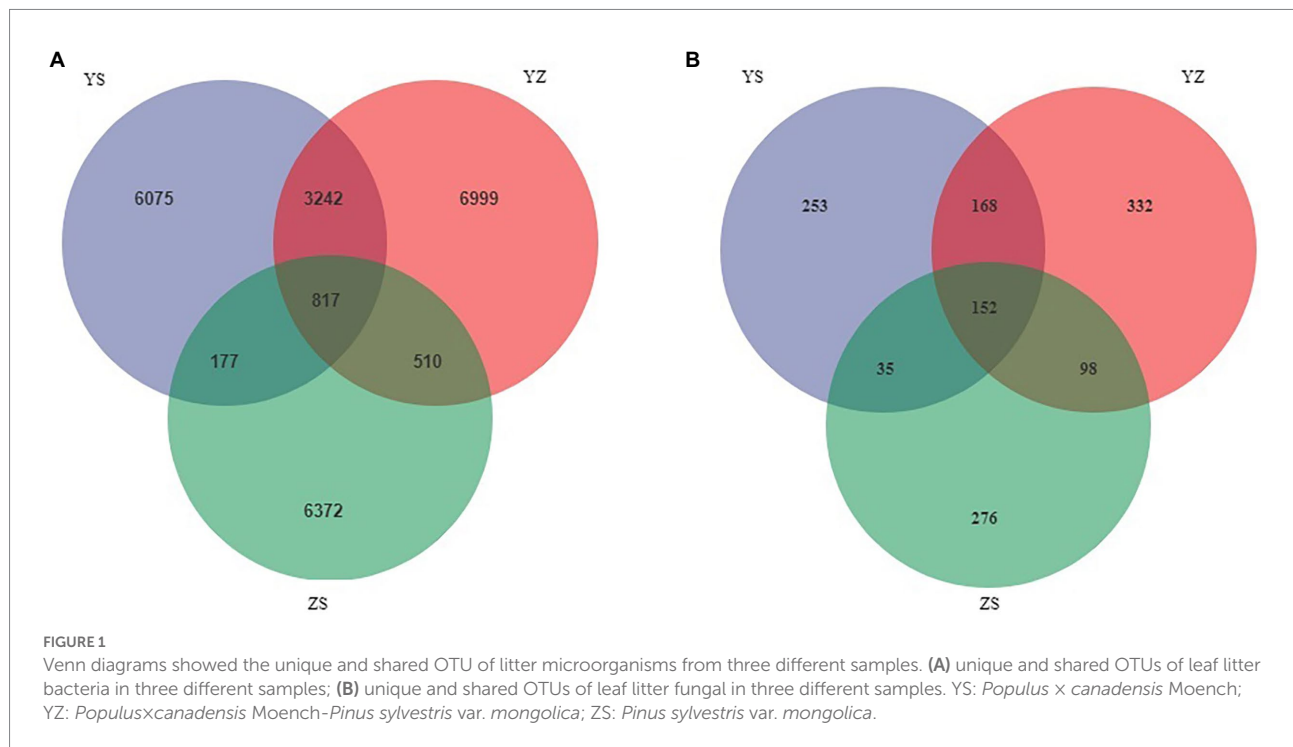 A
YS
YZ
6075
3242
6999
817
177
510
6372
ZS
B
YS
YZ
253
168
332
152
35
98
276
ZS
FIGURE 1
Venn diagrams showed the unique and shared OTU of litter microorganisms from three different samples. (A) unique and shared OTUs of leaf litter
bacteria in three different samples; (B) unique and shared OTUs of leaf litter fungal in three different samples. YS: Populus × canadensis Moench;
YZ: Populus×canadensis Moench-Pinus sylvestris var. mongolica; ZS: Pinus sylvestris var. mongolica.